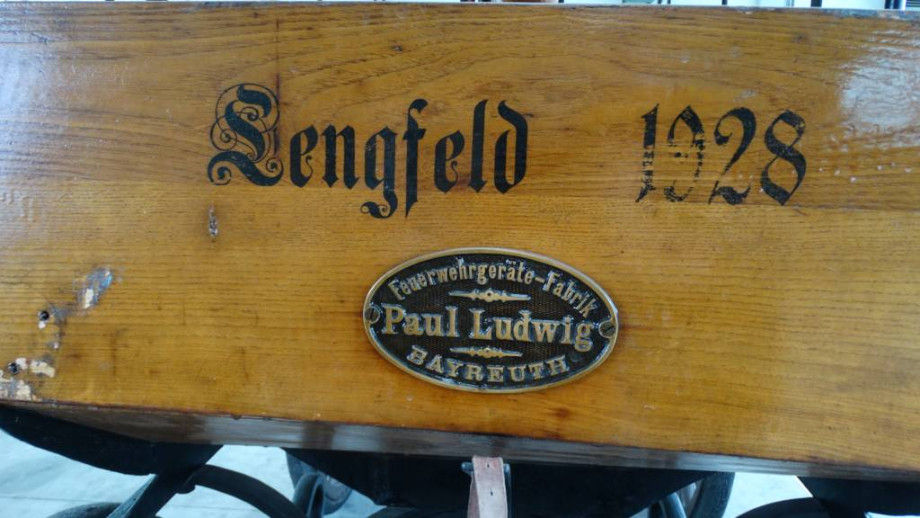 Lengfeld 1928
Feuerwehrgeräte-Fabrik
Paul Ludwig
BAYREUTH